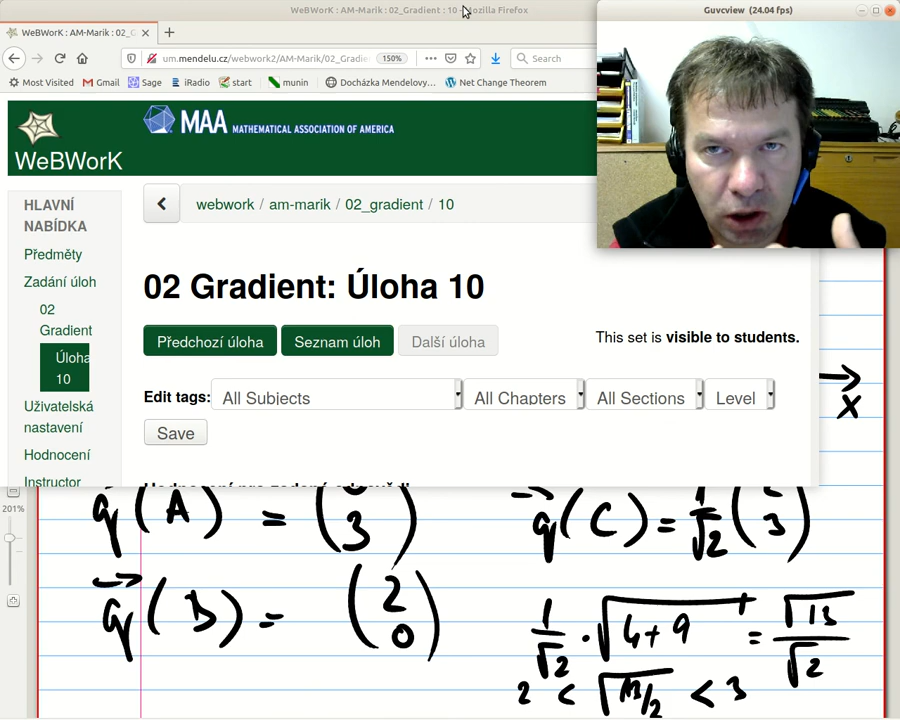 WeBWorK : AM-Marik : 02_Gradient : 10 - Mozilla Firefox
Guvcview (24.04 fps)
WeBWorK : AM-Marik : 02_G
um.mendelu.cz/webwork2/AM-Marik/02_Gradie
150%
Search
Most Visited
Gmail
Sage
iRadio
start
munin
Docházka Mendelov...
Net Change Theorem
WeBWorK
MAA MATHEMATICAL ASSOCIATION OF AMERICA
HLAVNÍ
NABÍDKA
Předměty
Zadání úloh
02
Gradient
Úloha
10
Uživatelská
nastavení
Hodnocení
Instructor
webwork / am-marik / 02_gradient / 10
02 Gradient: Úloha 10
Předchozí úloha
Seznam úloh
Další úloha
This set is visible to students.
Edit tags:
All Subjects
All Chapters
All Sections
Level
Save
x
201%
q(A) = ( 3)
q(C) = 1/√2 ( 3)
q(B) = (2 0)
1/√2 · √4+9 = √13/√2
2 < √13/2 < 3